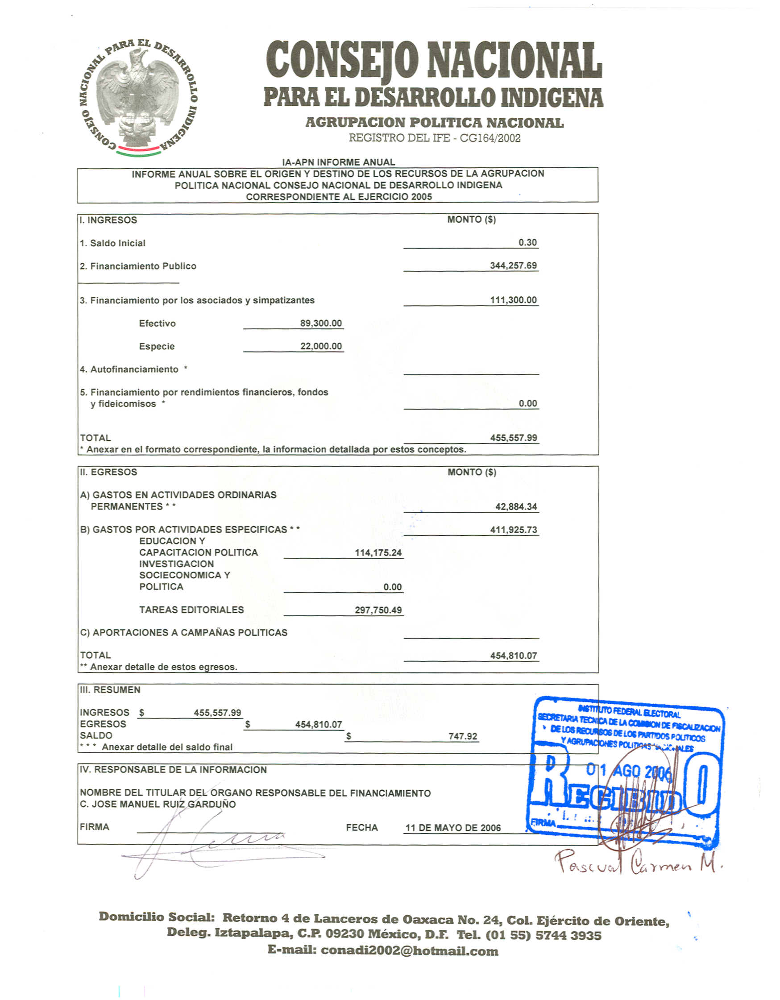 CONSEJO NACIONAL PARA EL DESARROLLO INDIGENA
CONSEJO NACIONAL
PARA EL DESARROLLO INDIGENA
AGRUPACION POLITICA NACIONAL
REGISTRO DEL IFE - CG164/2002
IA-APN INFORME ANUAL
INFORME ANUAL SOBRE EL ORIGEN Y DESTINO DE LOS RECURSOS DE LA AGRUPACION
POLITICA NACIONAL CONSEJO NACIONAL DE DESARROLLO INDIGENA
CORRESPONDIENTE AL EJERCICIO 2005
I. INGRESOS MONTO ($)
1. Saldo Inicial 0.30
2. Financiamiento Publico 344,257.69
3. Financiamiento por los asociados y simpatizantes 111,300.00
Efectivo 89,300.00
Especie 22,000.00
4. Autofinanciamiento *
5. Financiamiento por rendimientos financieros, fondos
y fideicomisos * 0.00
TOTAL 455,557.99
* Anexar en el formato correspondiente, la informacion detallada por estos conceptos.
II. EGRESOS MONTO ($)
A) GASTOS EN ACTIVIDADES ORDINARIAS
PERMANENTES * * 42,884.34
B) GASTOS POR ACTIVIDADES ESPECIFICAS * * 411,925.73
EDUCACION Y
CAPACITACION POLITICA 114,175.24
INVESTIGACION
SOCIECONOMICA Y
POLITICA 0.00
TAREAS EDITORIALES 297,750.49
C) APORTACIONES A CAMPAÑAS POLITICAS
TOTAL 454,810.07
** Anexar detalle de estos egresos.
III. RESUMEN
INGRESOS $ 455,557.99
EGRESOS $ 454,810.07
SALDO $ 747.92
* * * Anexar detalle del saldo final
INSTITUTO FEDERAL ELECTORAL
SECRETARIA TECNICA DE LA COMISION DE FISCALIZACION
DE LOS RECURSOS DE LOS PARTIDOS POLITICOS
Y AGRUPACIONES POLITICAS NACIONALES
01 AGO 2006
RECIBIDO
FIRMA
IV. RESPONSABLE DE LA INFORMACION
NOMBRE DEL TITULAR DEL ORGANO RESPONSABLE DEL FINANCIAMIENTO
C. JOSE MANUEL RUIZ GARDUÑO
FIRMA FECHA 11 DE MAYO DE 2006
Pascual Carmen M.
Domicilio Social: Retorno 4 de Lanceros de Oaxaca No. 24, Col. Ejército de Oriente,
Deleg. Iztapalapa, C.P. 09230 México, D.F. Tel. (01 55) 5744 3935
E-mail: conadi2002@hotmail.com